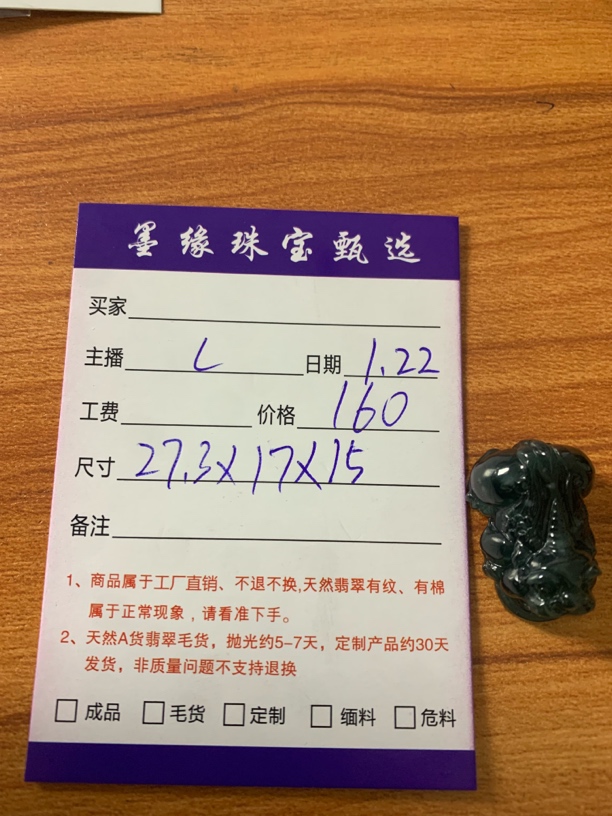 墨缘珠宝甄选
买家
主播 L 日期 1.22
工费 价格 160
尺寸 27.3X17X15
备注
1、商品属于工厂直销、不退不换,天然翡翠有纹、有棉
属于正常现象，请看准下手。
2、天然A货翡翠毛货，抛光约5-7天，定制产品约30天
发货，非质量问题不支持退换
□ 成品 □ 毛货 □ 定制 □ 缅料 □ 危料